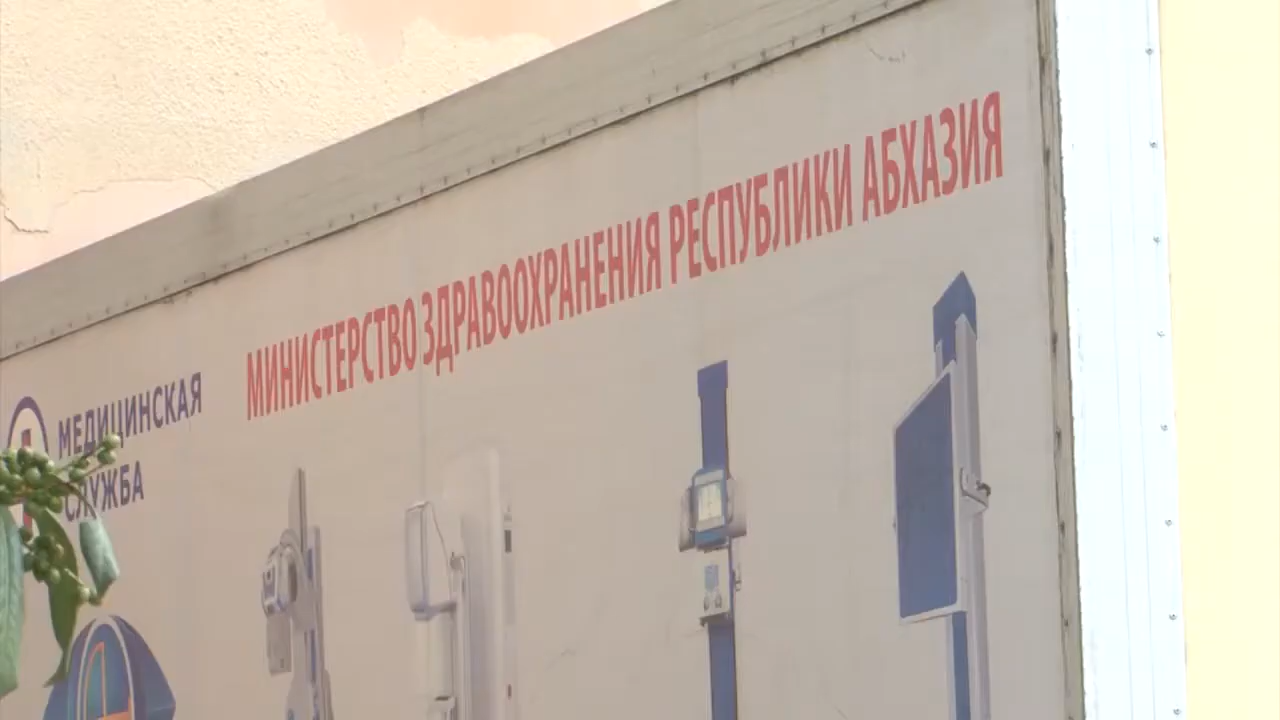 МИНИСТЕРСТВО ЗДРАВООХРАНЕНИЯ РЕСПУБЛИКИ АБХАЗИЯ
МЕДИЦИНСКАЯ
СЛУЖБА